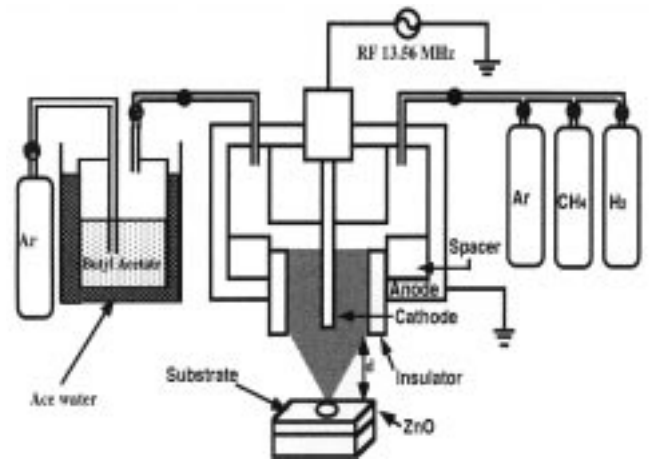 RF 13.56 MHz
Ar
Butyl Acetate
Ar
CH₄
H₂
Spacer
Anode
Cathode
Insulator
d
Substrate
ZnO
Ace water